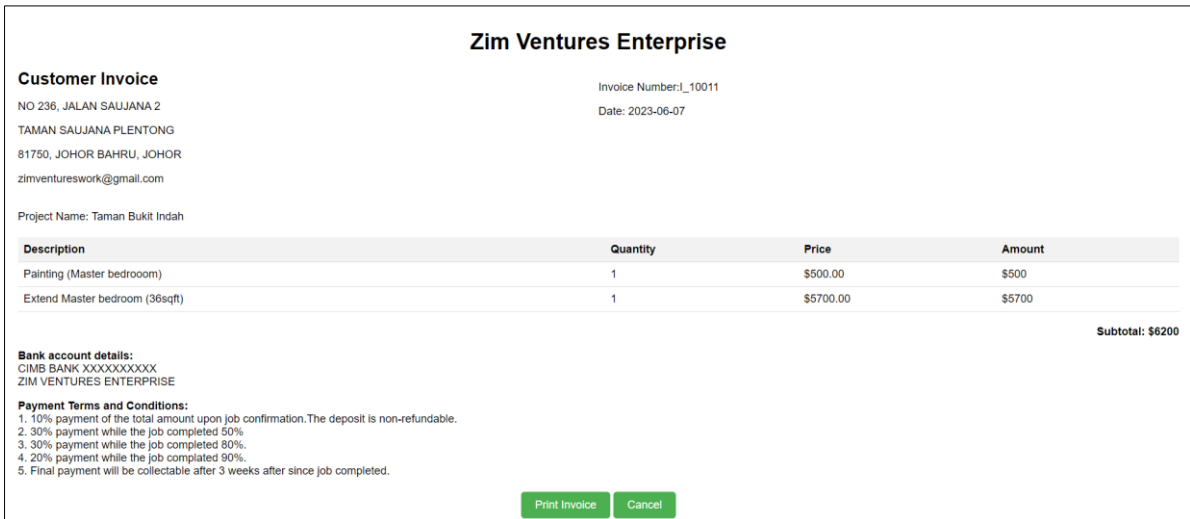 Zim Ventures Enterprise
Customer Invoice
Invoice Number:I_10011
NO 236, JALAN SAUJANA 2
Date: 2023-06-07
TAMAN SAUJANA PLENTONG
81750, JOHOR BAHRU, JOHOR
zimventureswork@gmail.com
Project Name: Taman Bukit Indah
Description Quantity Price Amount
Painting (Master bedrooom) 1 $500.00 $500
Extend Master bedroom (36sqft) 1 $5700.00 $5700
Subtotal: $6200
Bank account details:
CIMB BANK XXXXXXXXXX
ZIM VENTURES ENTERPRISE
Payment Terms and Conditions:
1. 10% payment of the total amount upon job confirmation.The deposit is non-refundable.
2. 30% payment while the job completed 50%
3. 30% payment while the job completed 80%.
4. 20% payment while the job complated 90%.
5. Final payment will be collectable after 3 weeks after since job completed.
Print Invoice Cancel